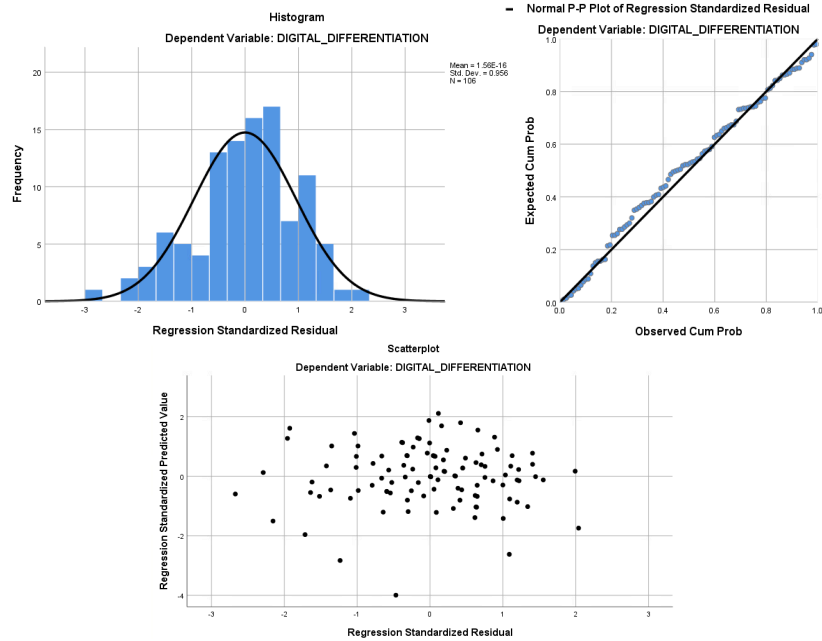 Histogram
Dependent Variable: DIGITAL_DIFFERENTIATION
Mean = 1.56E-16
Std. Dev. = 0.956
N = 106
20
15
10
5
0
Frequency
-3 -2 -1 0 1 2 3
Regression Standardized Residual
Normal P-P Plot of Regression Standardized Residual
Dependent Variable: DIGITAL_DIFFERENTIATION
1.0
0.8
0.6
0.4
0.2
0.0
Expected Cum Prob
0.0 0.2 0.4 0.6 0.8 1.0
Observed Cum Prob
Scatterplot
Dependent Variable: DIGITAL_DIFFERENTIATION
2
0
-2
-4
Regression Standardized Predicted Value
-3 -2 -1 0 1 2 3
Regression Standardized Residual